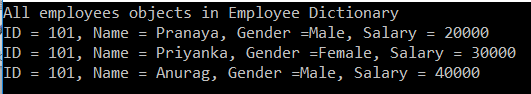 All employees objects in Employee Dictionary
ID = 101, Name = Pranaya, Gender =Male, Salary = 20000
ID = 101, Name = Priyanka, Gender =Female, Salary = 30000
ID = 101, Name = Anurag, Gender =Male, Salary = 40000